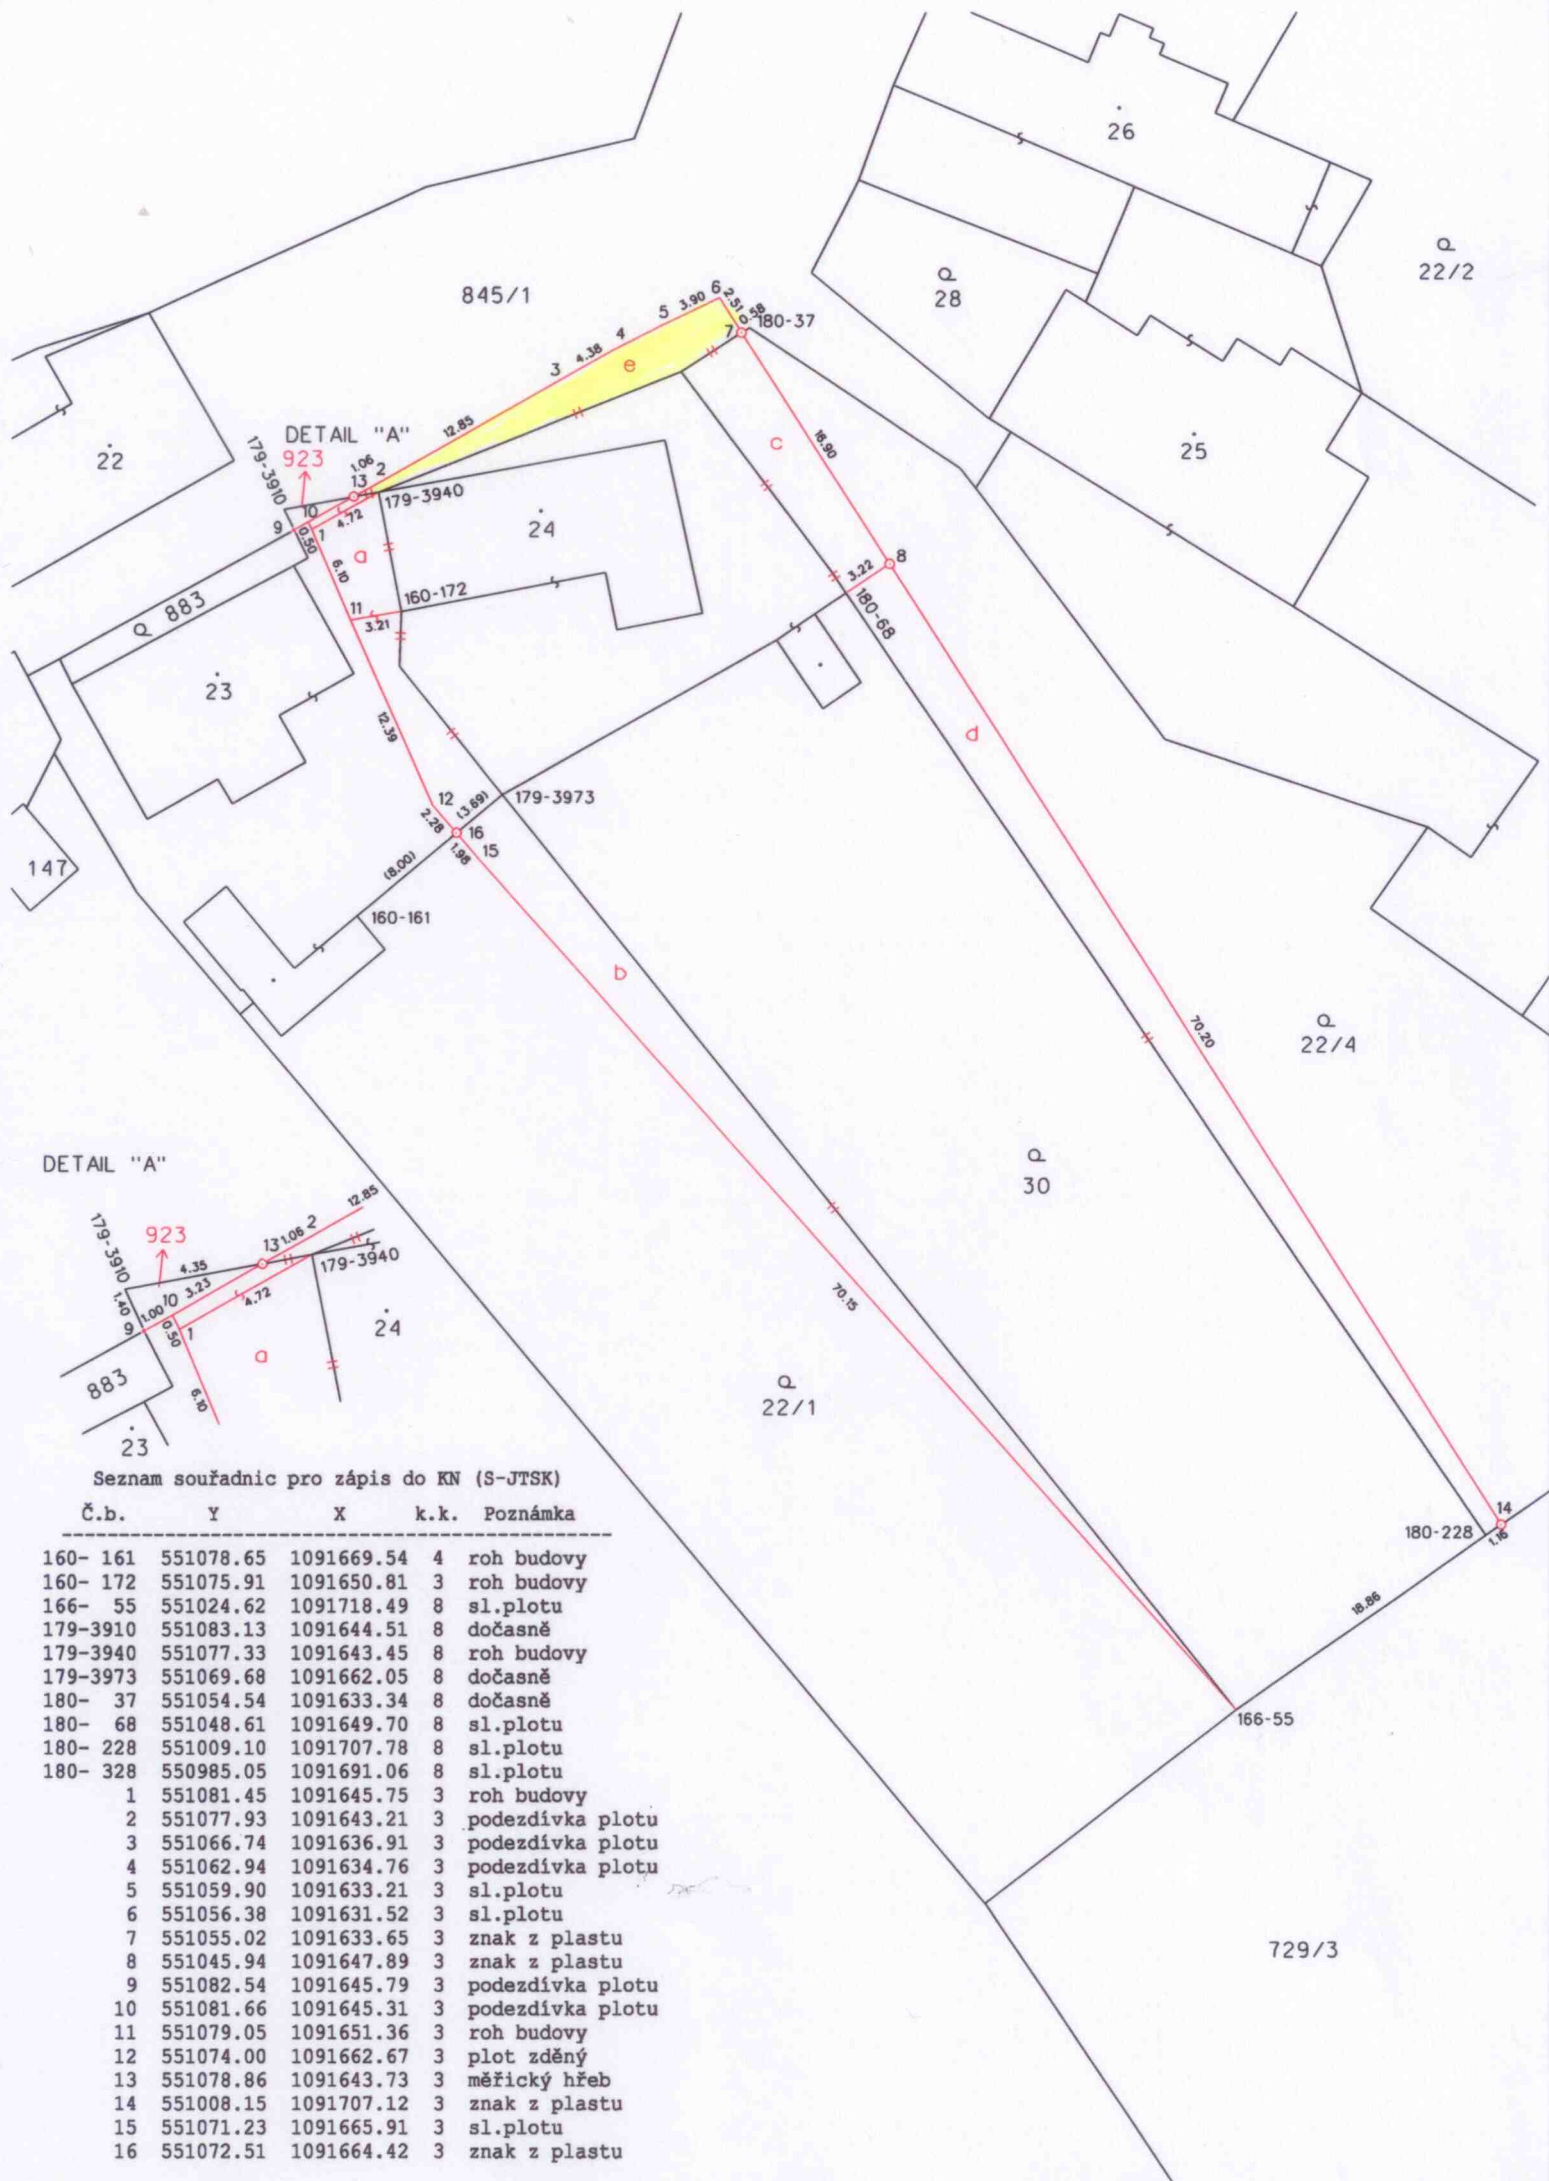 26
Q
22/2
Q
28
845/1
6
2.51
3.90
0.58
5
180-37
7
4
4.38
e
3
12.85
c
16.90
25
22
DETAIL "A"
923
179-3910
1.06
13
2
179-3940
10
9
0.50
1
4.72
24
a
6.10
8
3.22
180-68
11
160-172
3.21
Q 883
23
12.39
d
12
(3.69)
179-3973
2.28
16
1.98
15
147
(8.00)
160-161
b
70.20
Q
22/4
Q
30
DETAIL "A"
179-3910
923
12.85
13
1.06
2
4.35
179-3940
3.23
10
1.40
1.00
4.72
9
0.50
1
24
a
883
6.10
23
70.15
Q
22/1
14
180-228
1.16
18.86
166-55
729/3
Seznam souřadnic pro zápis do KN (S-JTSK)
Č.b. Y X k.k. Poznámka
------------------------------------------------------------
160- 161 551078.65 1091669.54 4 roh budovy
160- 172 551075.91 1091650.81 3 roh budovy
166- 55 551024.62 1091718.49 8 sl.plotu
179-3910 551083.13 1091644.51 8 dočasně
179-3940 551077.33 1091643.45 8 roh budovy
179-3973 551069.68 1091662.05 8 dočasně
180- 37 551054.54 1091633.34 8 dočasně
180- 68 551048.61 1091649.70 8 sl.plotu
180- 228 551009.10 1091707.78 8 sl.plotu
180- 328 550985.05 1091691.06 8 sl.plotu
1 551081.45 1091645.75 3 roh budovy
2 551077.93 1091643.21 3 podezdívka plotu
3 551066.74 1091636.91 3 podezdívka plotu
4 551062.94 1091634.76 3 podezdívka plotu
5 551059.90 1091633.21 3 sl.plotu
6 551056.38 1091631.52 3 sl.plotu
7 551055.02 1091633.65 3 znak z plastu
8 551045.94 1091647.89 3 znak z plastu
9 551082.54 1091645.79 3 podezdívka plotu
10 551081.66 1091645.31 3 podezdívka plotu
11 551079.05 1091651.36 3 roh budovy
12 551074.00 1091662.67 3 plot zděný
13 551078.86 1091643.73 3 měřický hřeb
14 551008.15 1091707.12 3 znak z plastu
15 551071.23 1091665.91 3 sl.plotu
16 551072.51 1091664.42 3 znak z plastu